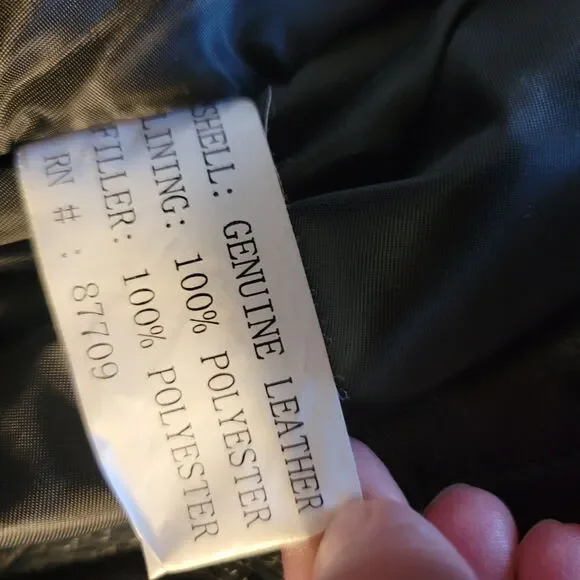 SHELL: GENUINE LEATHER
LINING: 100% POLYESTER
FILLER: 100% POLYESTER
RN # : 87709